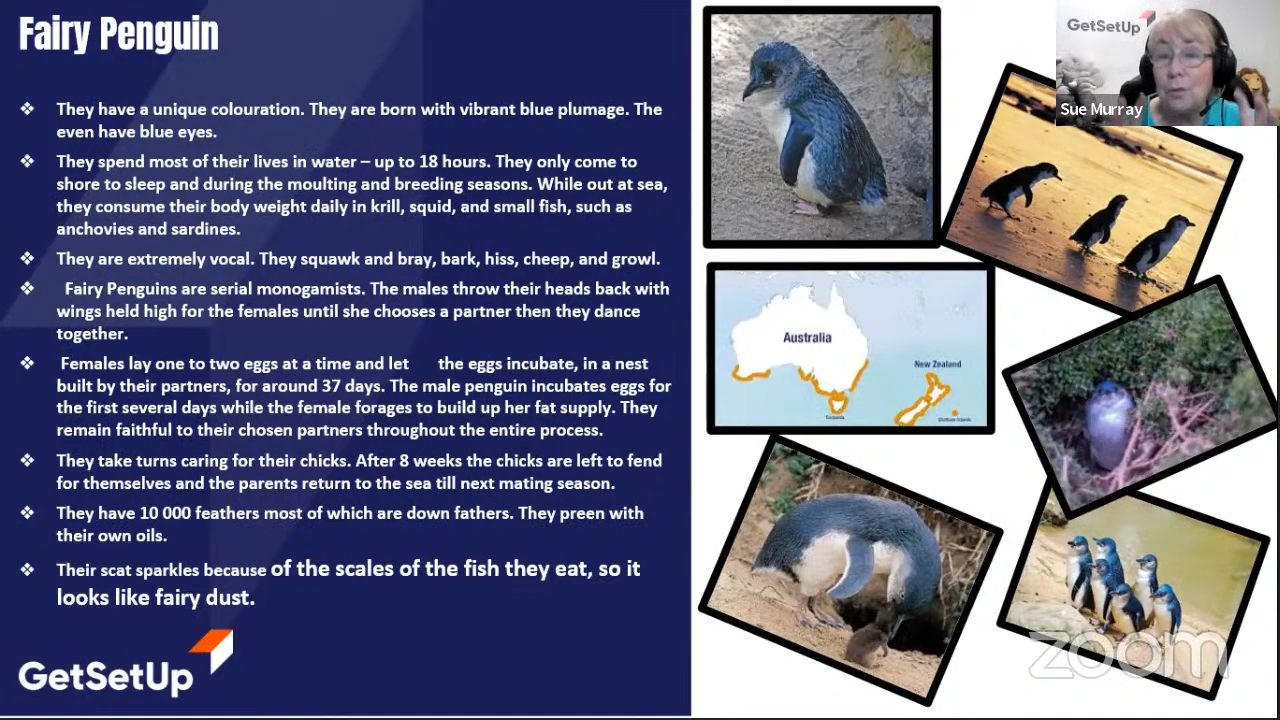 Fairy Penguin
❖ They have a unique colouration. They are born with vibrant blue plumage. The
even have blue eyes.
❖ They spend most of their lives in water – up to 18 hours. They only come to
shore to sleep and during the moulting and breeding seasons. While out at sea,
they consume their body weight daily in krill, squid, and small fish, such as
anchovies and sardines.
❖ They are extremely vocal. They squawk and bray, bark, hiss, cheep, and growl.
❖ Fairy Penguins are serial monogamists. The males throw their heads back with
wings held high for the females until she chooses a partner then they dance
together.
❖ Females lay one to two eggs at a time and let the eggs incubate, in a nest
built by their partners, for around 37 days. The male penguin incubates eggs for
the first several days while the female forages to build up her fat supply. They
remain faithful to their chosen partners throughout the entire process.
❖ They take turns caring for their chicks. After 8 weeks the chicks are left to fend
for themselves and the parents return to the sea till next mating season.
❖ They have 10 000 feathers most of which are down fathers. They preen with
their own oils.
❖ Their scat sparkles because of the scales of the fish they eat, so it
looks like fairy dust.
GetSetUp
GetSetUp
Sue Murray
Australia
New Zealand
Tasmania
zoom